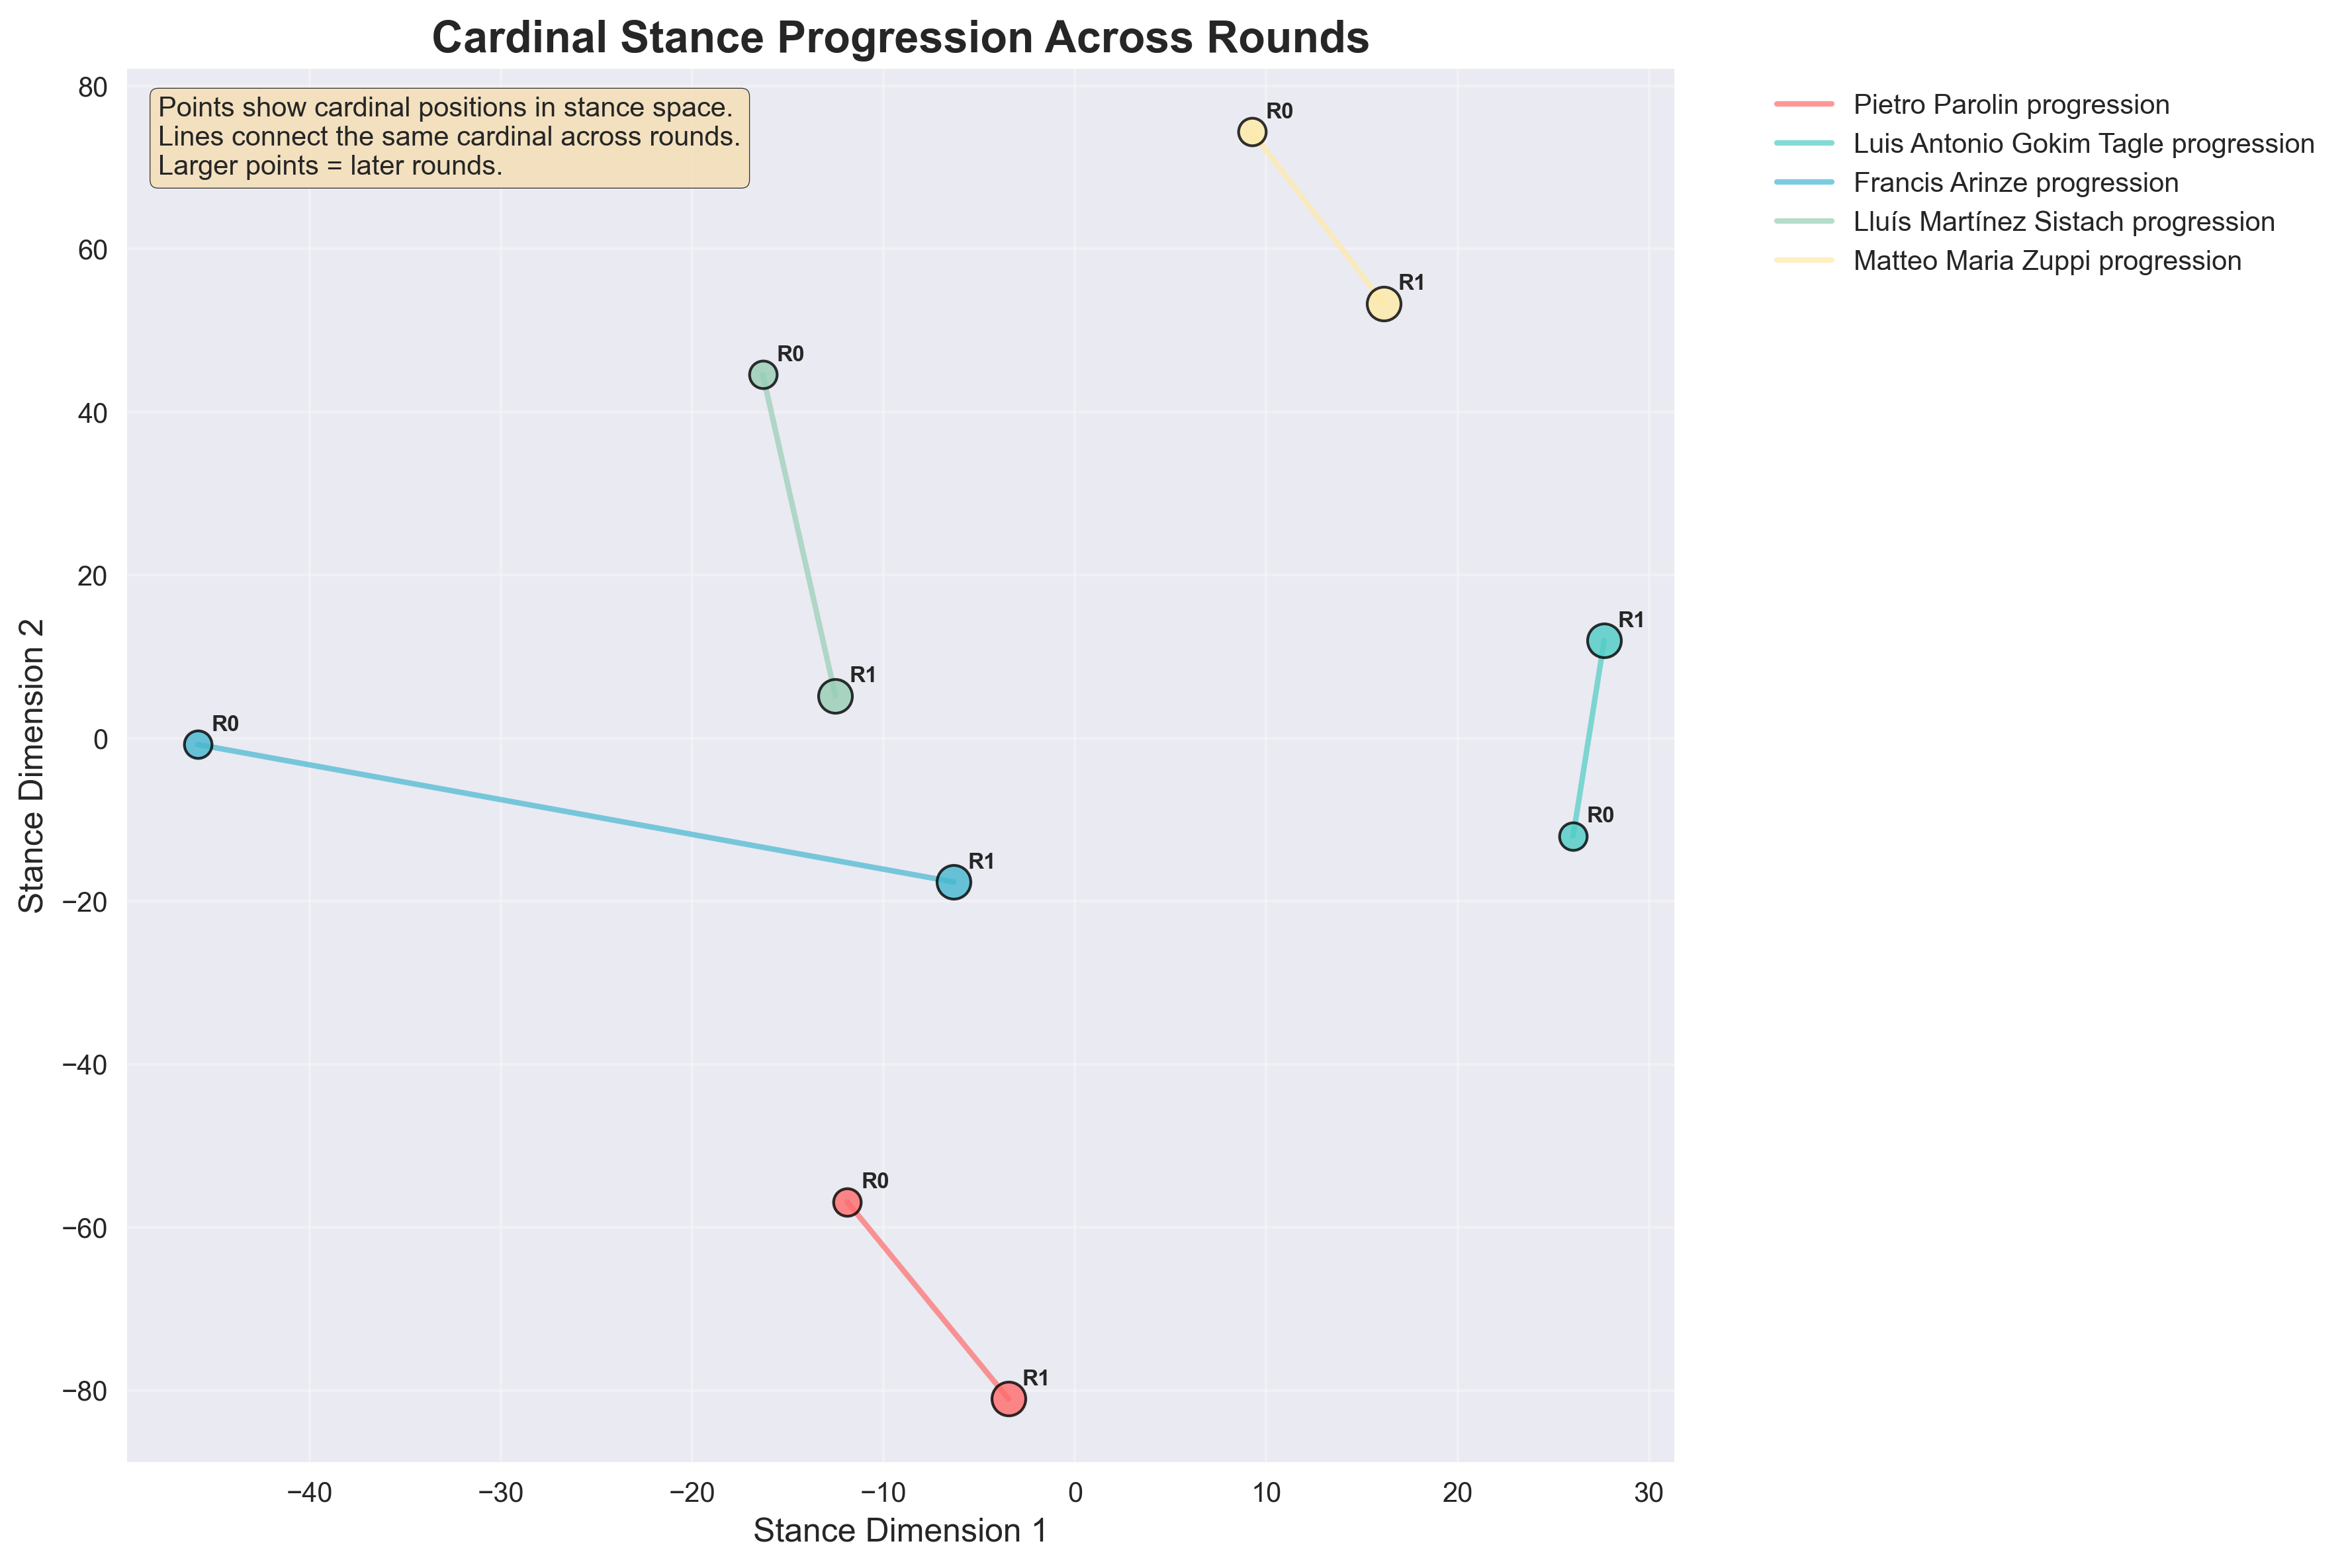 Cardinal Stance Progression Across Rounds
Points show cardinal positions in stance space.
Lines connect the same cardinal across rounds.
Larger points = later rounds.
Pietro Parolin progression
Luis Antonio Gokim Tagle progression
Francis Arinze progression
Lluís Martínez Sistach progression
Matteo Maria Zuppi progression
Stance Dimension 2
80
60
40
20
0
−20
−40
−60
−80
R0
R1
R0
R1
R1
R0
R0
R1
R0
R1
−40
−30
−20
−10
0
10
20
30
Stance Dimension 1